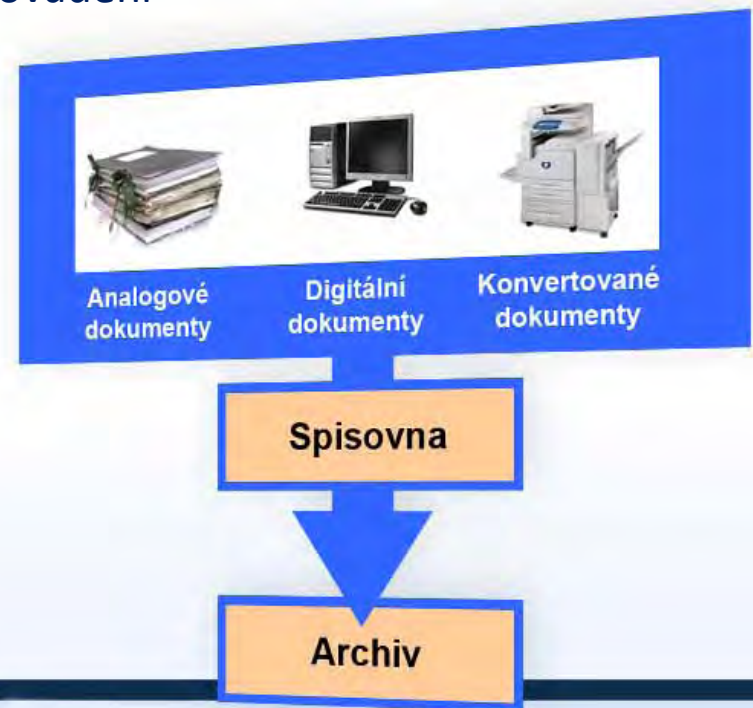 Analogové
dokumenty
Digitální
dokumenty
Konvertované
dokumenty
Spisovna
Archiv